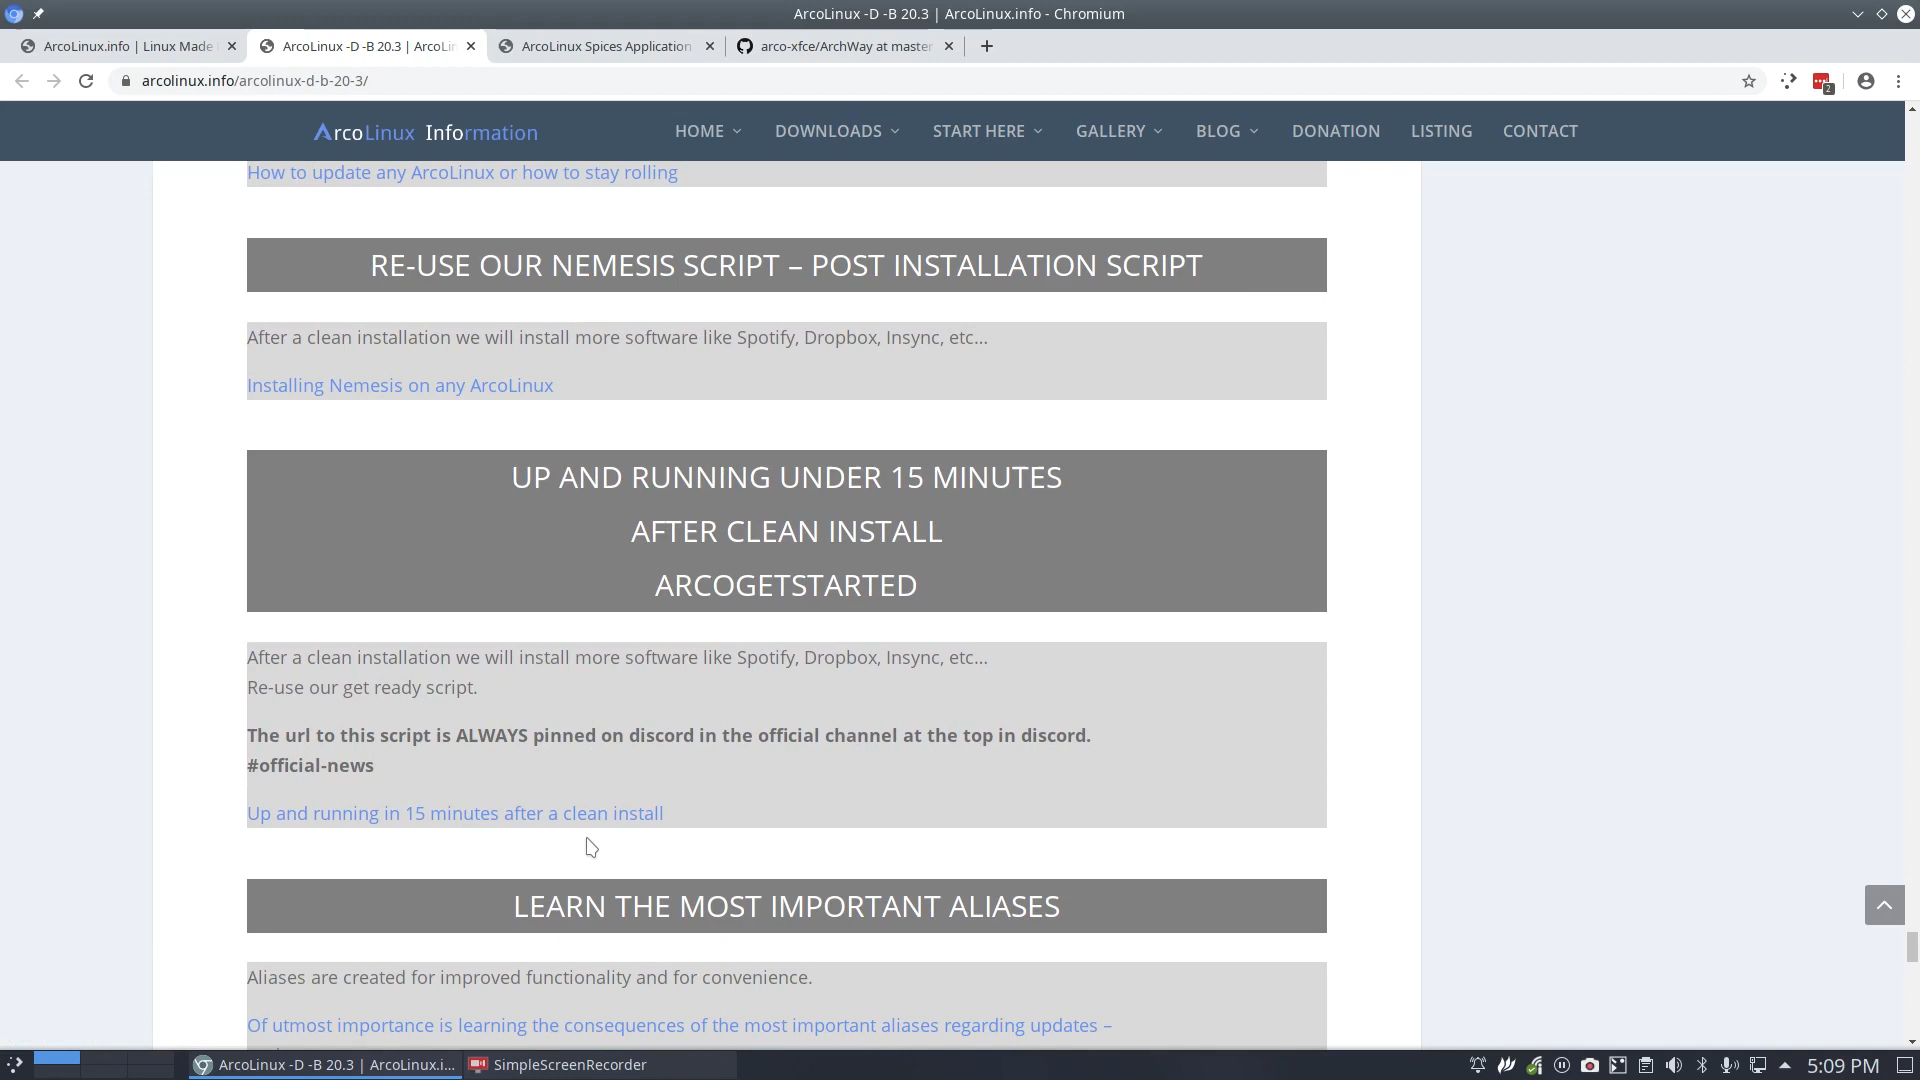 ArcoLinux -D -B 20.3 | ArcoLinux.info - Chromium
ArcoLinux.info | Linux Made
ArcoLinux -D -B 20.3 | ArcoLin
ArcoLinux Spices Application
arco-xfce/ArchWay at master
arcolinux.info/arcolinux-d-b-20-3/
2
ArcoLinux Information
HOME
DOWNLOADS
START HERE
GALLERY
BLOG
DONATION
LISTING
CONTACT
How to update any ArcoLinux or how to stay rolling
RE-USE OUR NEMESIS SCRIPT – POST INSTALLATION SCRIPT
After a clean installation we will install more software like Spotify, Dropbox, Insync, etc...
Installing Nemesis on any ArcoLinux
UP AND RUNNING UNDER 15 MINUTES
AFTER CLEAN INSTALL
ARCOGETSTARTED
After a clean installation we will install more software like Spotify, Dropbox, Insync, etc...
Re-use our get ready script.
The url to this script is ALWAYS pinned on discord in the official channel at the top in discord.
#official-news
Up and running in 15 minutes after a clean install
LEARN THE MOST IMPORTANT ALIASES
Aliases are created for improved functionality and for convenience.
Of utmost importance is learning the consequences of the most important aliases regarding updates –
ArcoLinux -D -B 20.3 | ArcoLinux.i...
SimpleScreenRecorder
5:09 PM